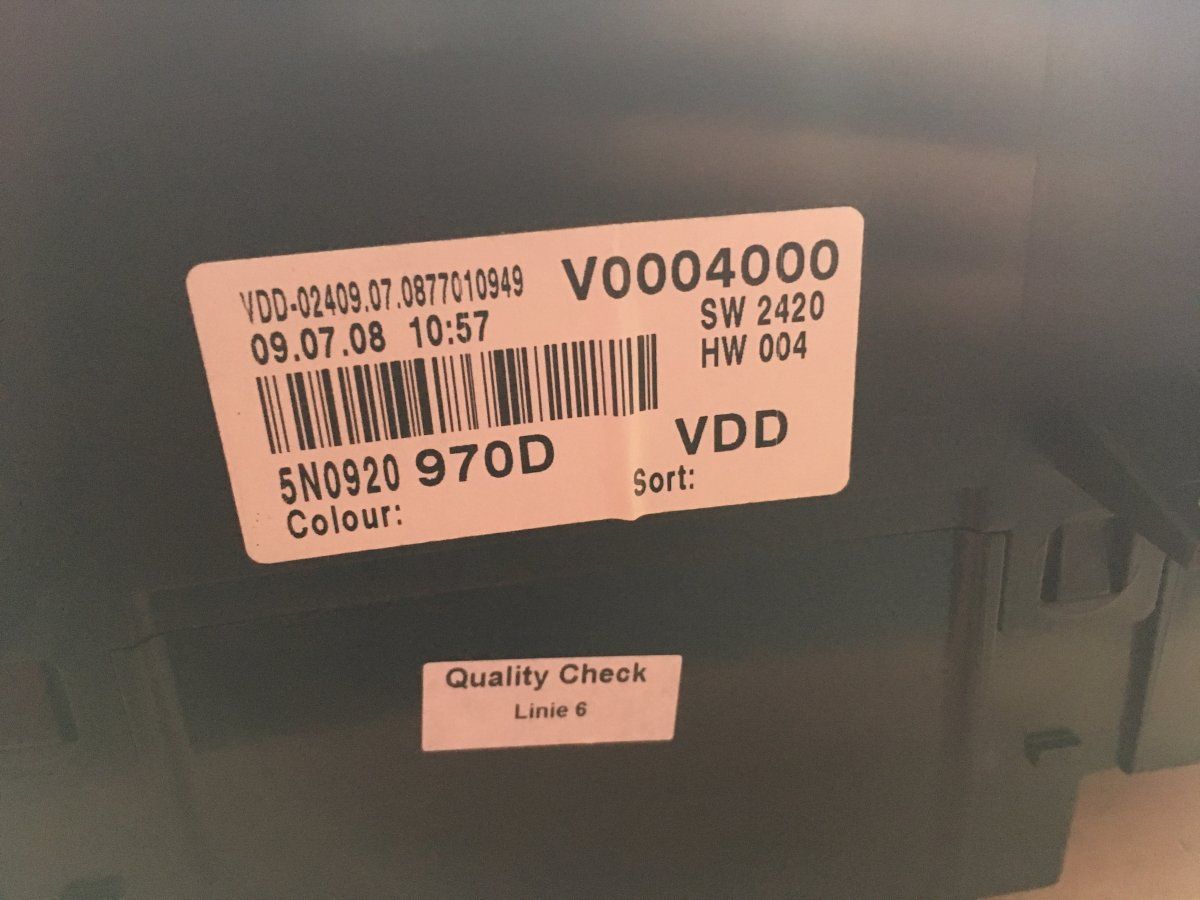 VDD-02409.07.0877010949
V0004000
09.07.08 10:57
SW 2420
HW 004
5N0920 970D
VDD
Colour:
Sort:
Quality Check
Linie 6